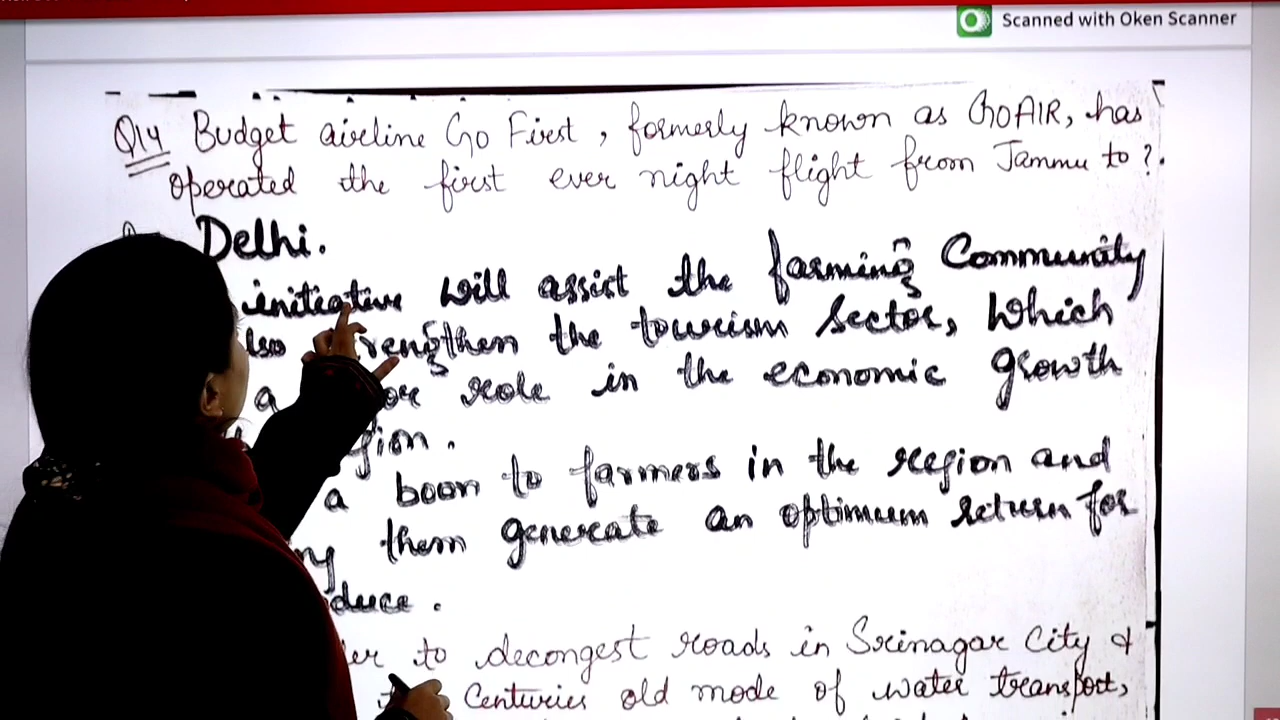 Scanned with Oken Scanner
Q14 Budget airline Go First, formerly known as GOAIR, has
operated the first ever night flight from Jammu to?.
Delhi.
initiative will assist the farming Community
strengthen the tourism sector, which
a role in the economic growth
a boon to farmers in the region and
them generate an optimum return for
to decongest roads in Srinagar City &
Centuries old mode of water transport,